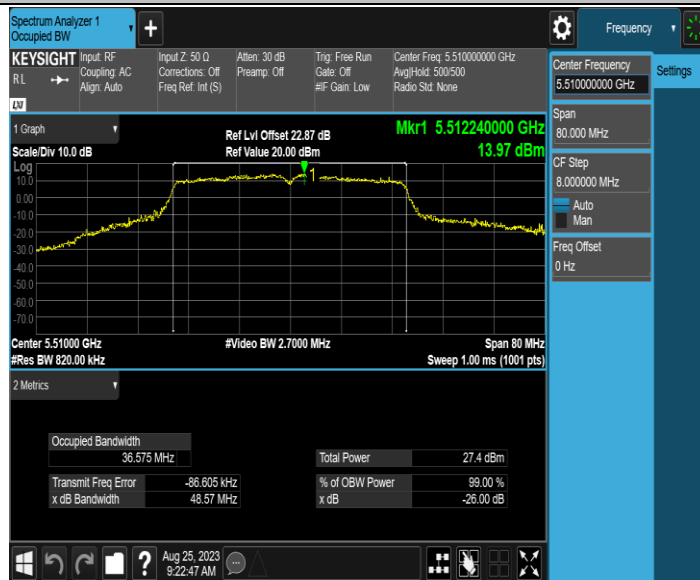 Spectrum Analyzer 1
Occupied BW
+
Frequency
KEYSIGHT
RL
LXI
Input: RF
Coupling: AC
Align: Auto
Input Z: 50 Ω
Corrections: Off
Freq Ref: Int (S)
Atten: 30 dB
Preamp: Off
Trig: Free Run
Gate: Off
#IF Gain: Low
Center Freq: 5.510000000 GHz
Avg|Hold: 500/500
Radio Std: None
Center Frequency
5.510000000 GHz
Settings
Span
80.000 MHz
CF Step
8.000000 MHz
Auto
Man
Freq Offset
0 Hz
1 Graph
Scale/Div 10.0 dB
Ref Lvl Offset 22.87 dB
Ref Value 20.00 dBm
Mkr1 5.512240000 GHz
13.97 dBm
Log
10.0
0.00
-10.0
-20.0
-30.0
-40.0
-50.0
-60.0
-70.0
1
Center 5.51000 GHz
#Video BW 2.7000 MHz
Span 80 MHz
#Res BW 820.00 kHz
Sweep 1.00 ms (1001 pts)
2 Metrics
Occupied Bandwidth
36.575 MHz
Total Power 27.4 dBm
Transmit Freq Error -86.605 kHz
% of OBW Power 99.00 %
x dB Bandwidth 48.57 MHz
x dB -26.00 dB
?
Aug 25, 2023
9:22:47 AM